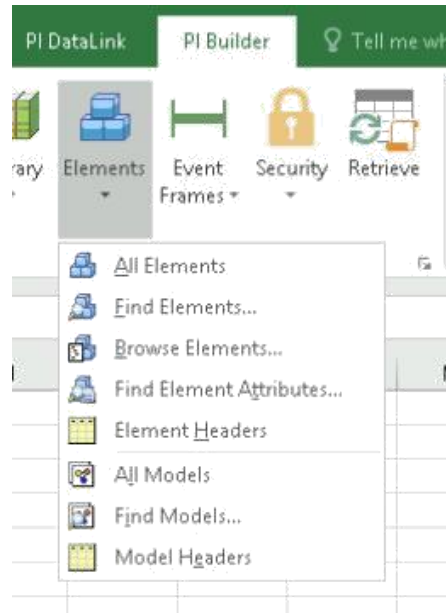 PI DataLink PI Builder Tell me wh
rary Elements Event Frames Security Retrieve
All Elements
Find Elements...
Browse Elements...
Find Element Attributes...
Element Headers
All Models
Find Models...
Model Headers